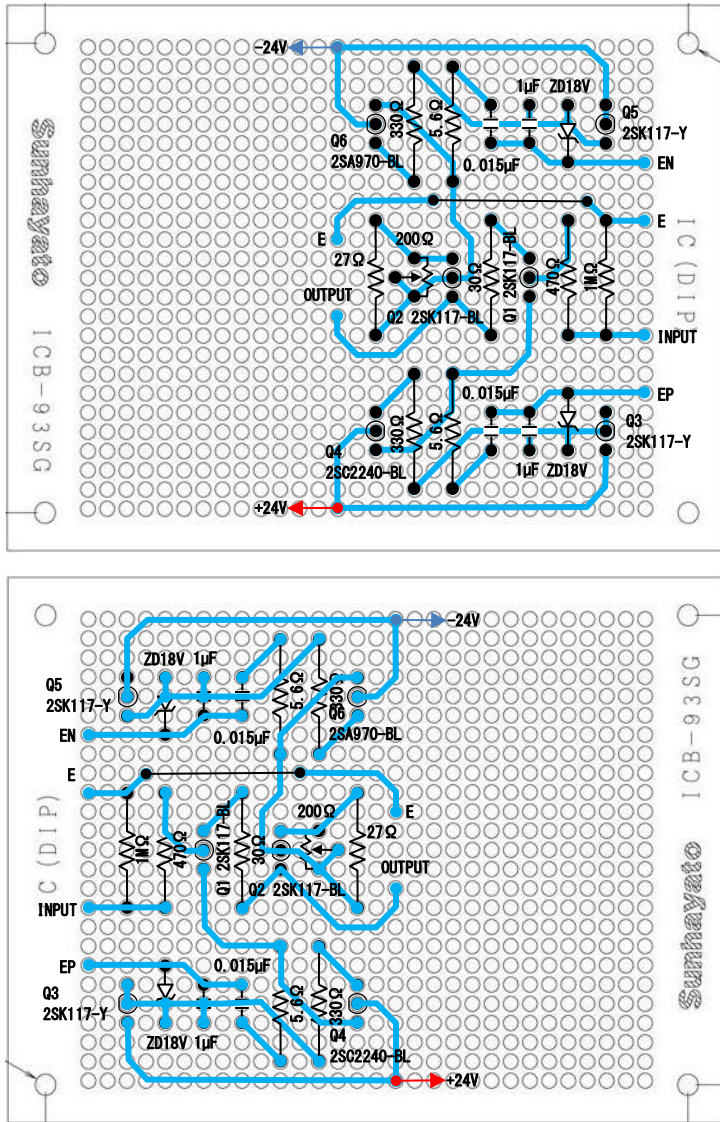 -24V
1μF ZD18V
Q5
2SK117-Y
330Ω
5.6Ω
Q6
2SA970-BL
0.015μF
EN
E
E
200Ω
27Ω
30Ω
Q1 2SK117-BL
470Ω
1MΩ
OUTPUT
Q2 2SK117-BL
INPUT
EP
0.015μF
Q3
2SK117-Y
330Ω
5.6Ω
Q4
2SC2240-BL
1μF ZD18V
+24V
Sunhayato
ICB-93SG
IC(DIP)
-24V
ZD18V 1μF
Q5
2SK117-Y
5.6Ω
330Ω
Q6
2SA970-BL
EN
0.015μF
E
E
200Ω
27Ω
1MΩ
470Ω
Q1 2SK117-BL
30Ω
Q2 2SK117-BL
OUTPUT
INPUT
EP
0.015μF
Q3
2SK117-Y
5.6Ω
330Ω
Q4
2SC2240-BL
ZD18V 1μF
+24V
C(DIP)
ICB-93SG
Sunhayato